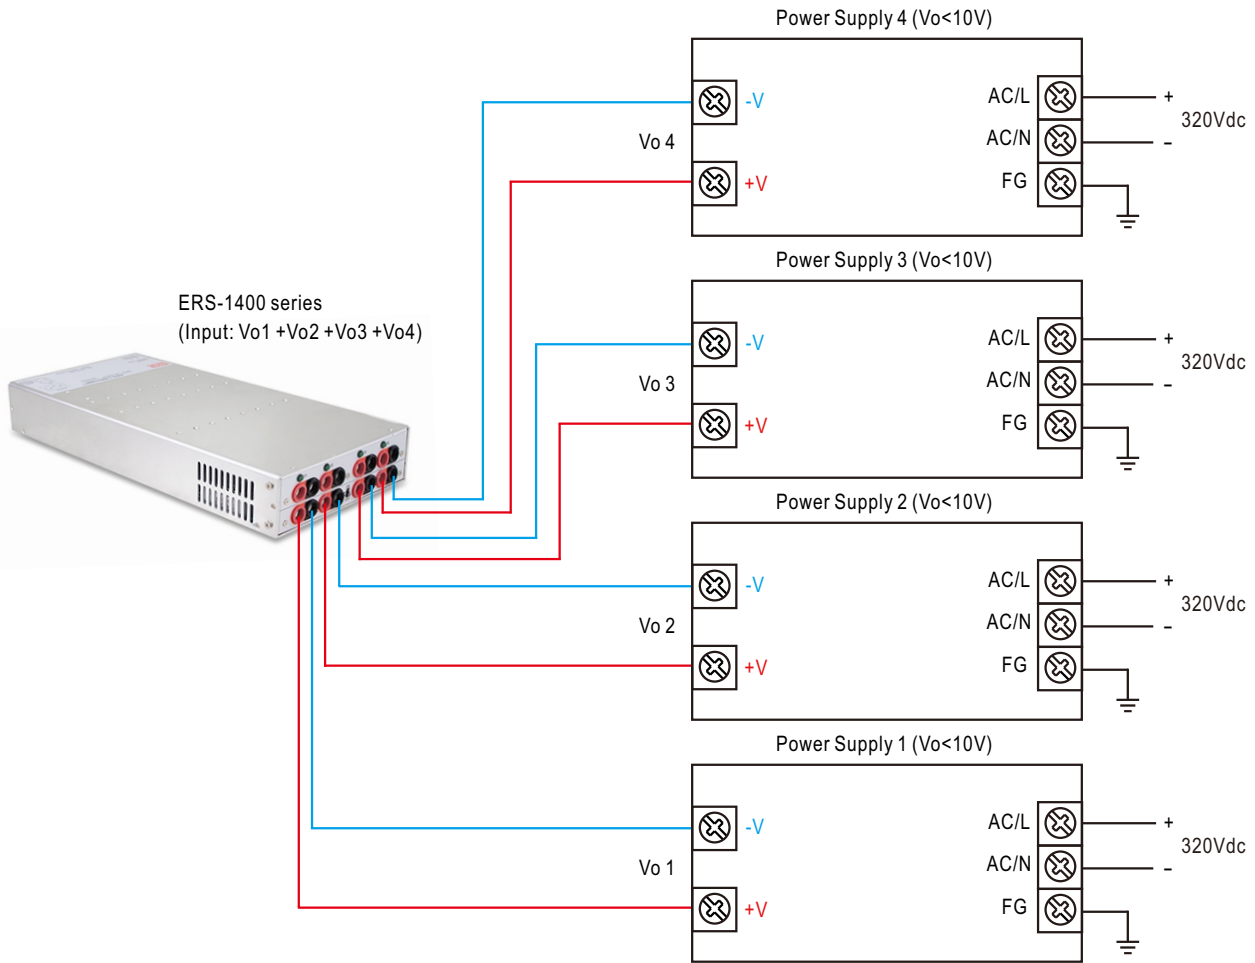 Power Supply 4 (Vo<10V)
-V
AC/L
+
320Vdc
Vo 4
AC/N
-
+V
FG
Power Supply 3 (Vo<10V)
ERS-1400 series
(Input: Vo1 +Vo2 +Vo3 +Vo4)
-V
AC/L
+
320Vdc
Vo 3
AC/N
-
+V
FG
Power Supply 2 (Vo<10V)
-V
AC/L
+
320Vdc
Vo 2
AC/N
-
+V
FG
Power Supply 1 (Vo<10V)
-V
AC/L
+
320Vdc
Vo 1
AC/N
-
+V
FG